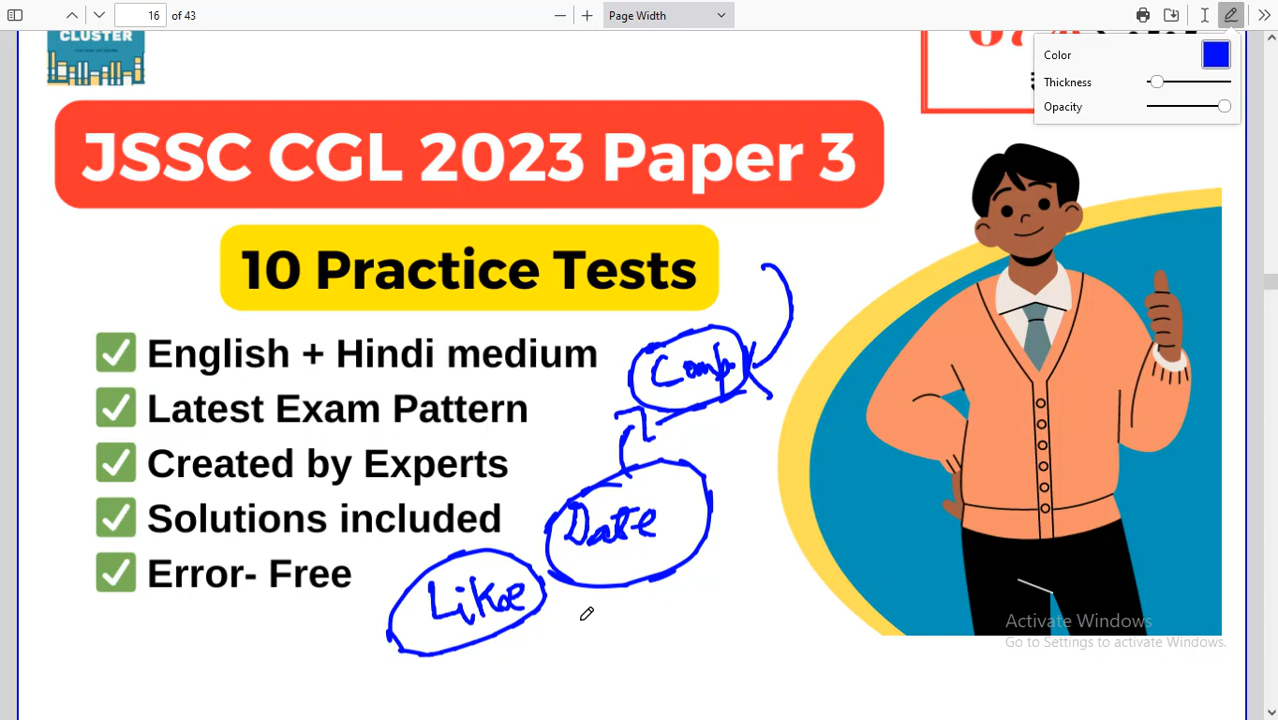 16 of 43
Page Width
CLUSTER
Color
Thickness
Opacity
JSSC CGL 2023 Paper 3
10 Practice Tests
English + Hindi medium
Latest Exam Pattern
Created by Experts
Solutions included
Error- Free
Comp.
Date
Like
Activate Windows
Go to Settings to activate Windows.